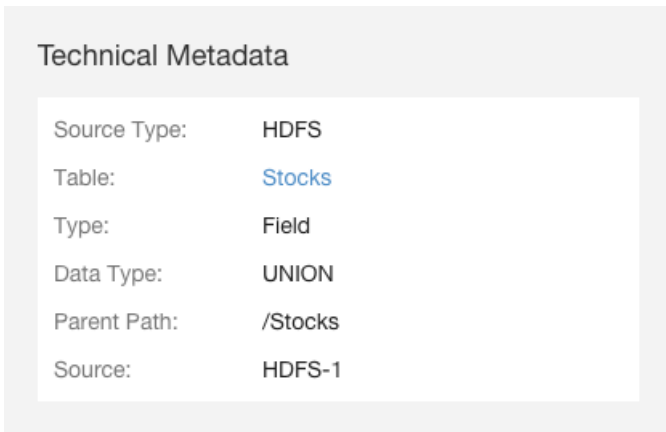 Technical Metadata
Source Type: HDFS
Table: Stocks
Type: Field
Data Type: UNION
Parent Path: /Stocks
Source: HDFS-1